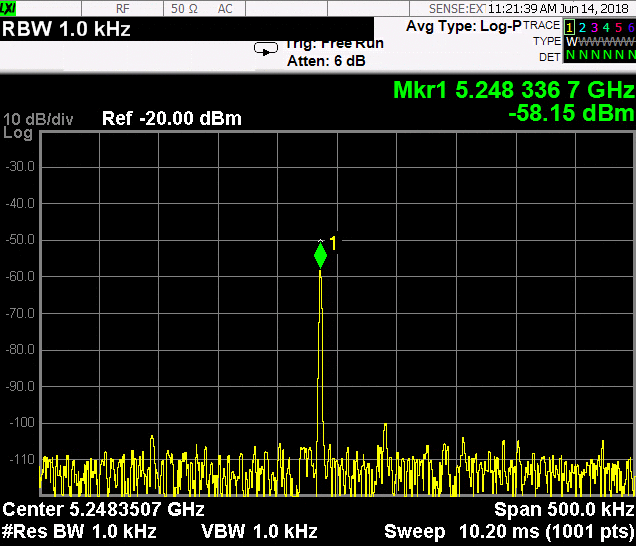 LXI RF 50 Ω AC SENSE:EX 11:21:39 AM Jun 14, 2018
RBW 1.0 kHz Avg Type: Log-P TRACE 1 2 3 4 5 6
Trig: Free Run TYPE W W W W W W
Atten: 6 dB DET N N N N N N
Mkr1 5.248 336 7 GHz
-58.15 dBm
10 dB/div Ref -20.00 dBm
Log
-30.0
-40.0
-50.0
1
-60.0
-70.0
-80.0
-90.0
-100
-110
Center 5.2483507 GHz Span 500.0 kHz
#Res BW 1.0 kHz VBW 1.0 kHz Sweep 10.20 ms (1001 pts)